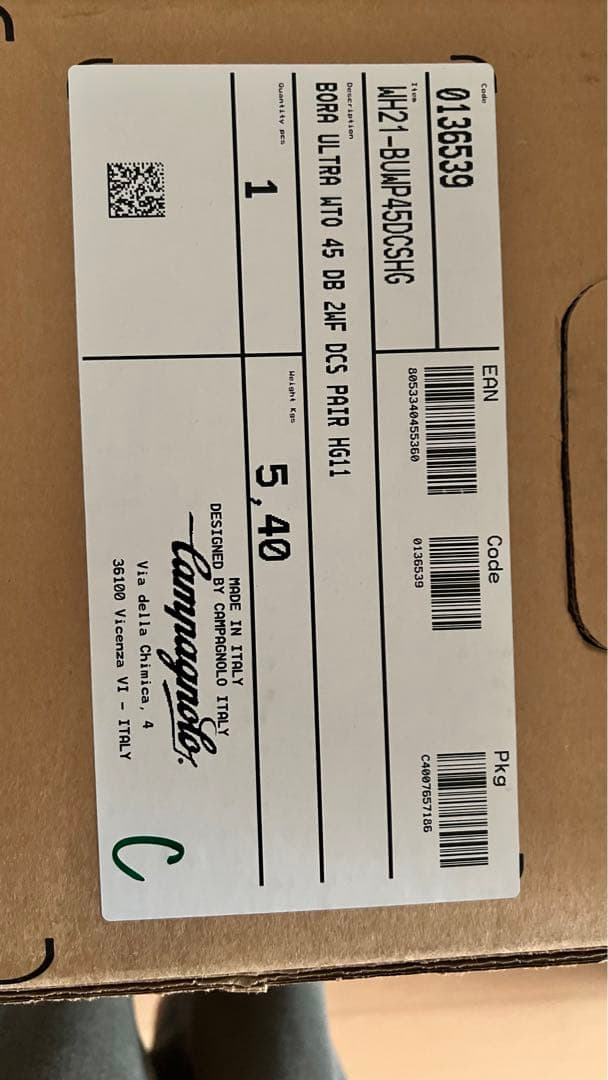 Code
0136539
EAN
8053340455360
Code
0136539
Pkg
C4007657186
Item
WH21-BUWP45DCSHG
Description
BORA ULTRA WTO 45 DB 2WF DCS PAIR HG11
Quantity pcs
1
Weight Kgs
5,40
MADE IN ITALY
DESIGNED BY CAMPAGNOLO ITALY
Campagnolo.
Via della Chimica, 4
36100 Vicenza VI - ITALY
C